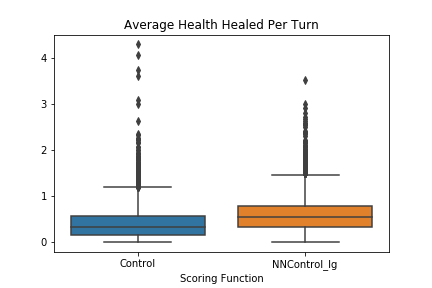 Average Health Healed Per Turn
4
3
2
1
0
Control NNControl_lg
Scoring Function